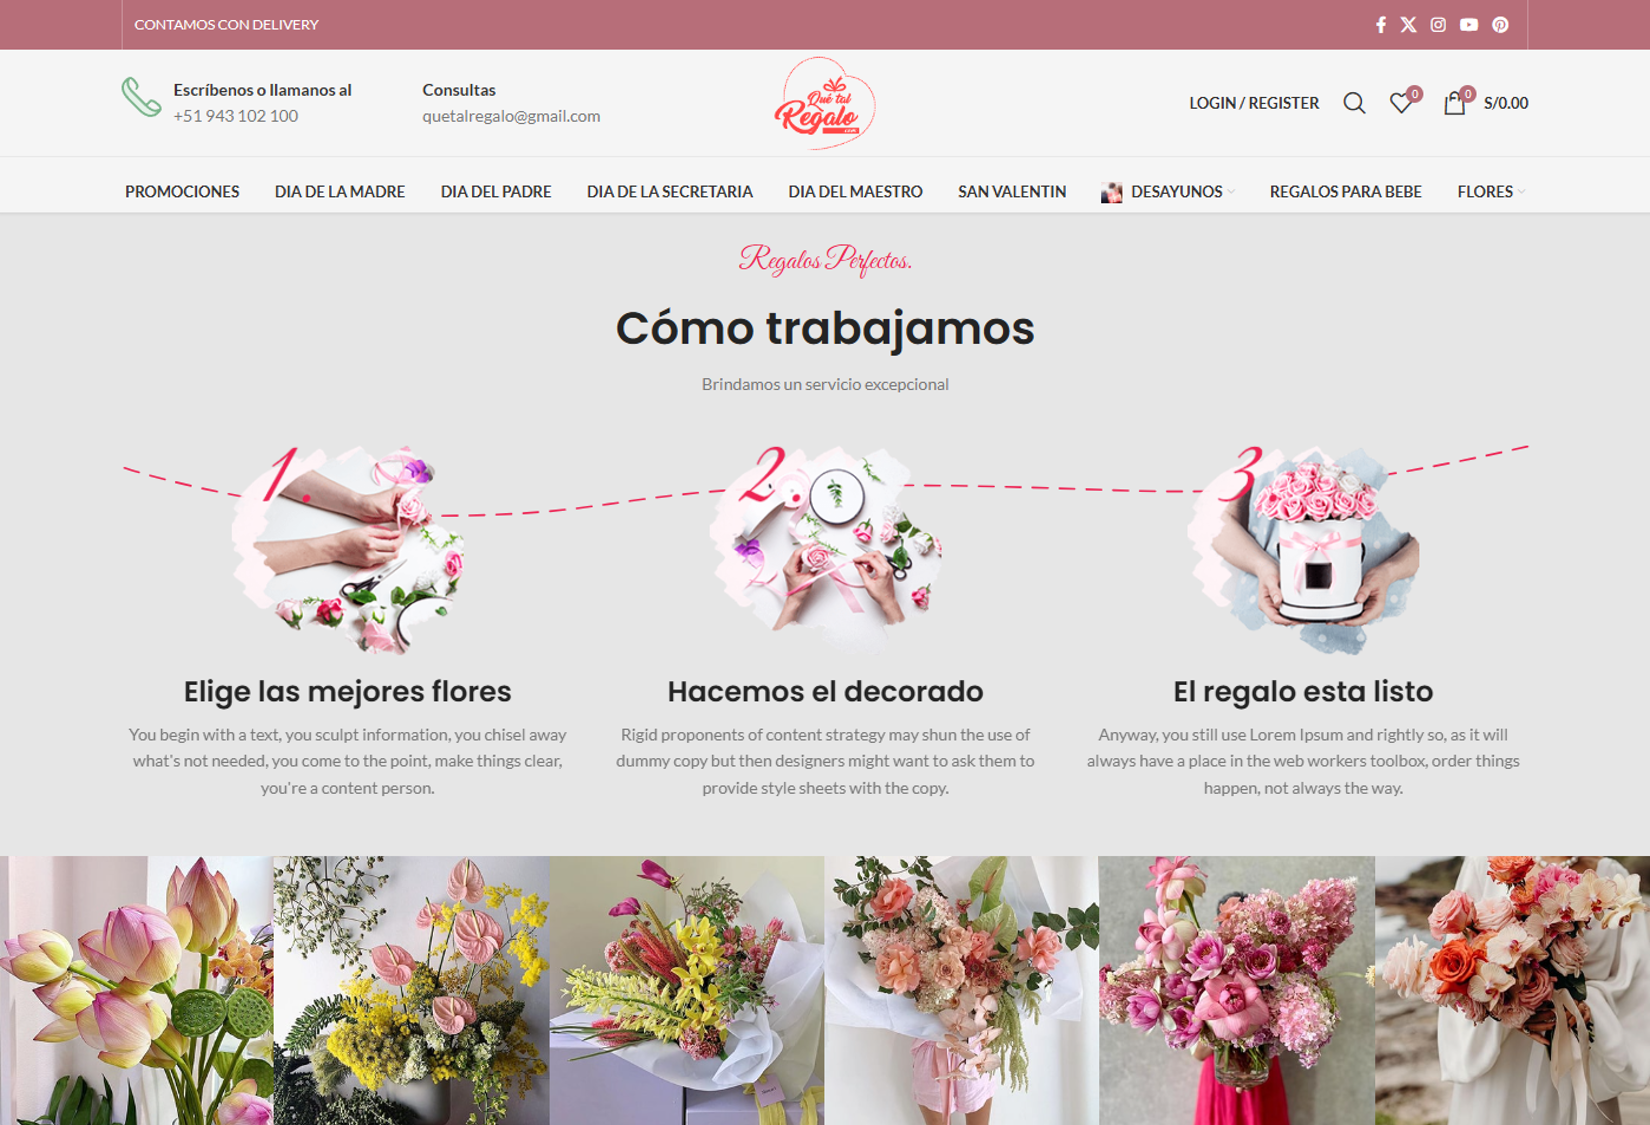 CONTAMOS CON DELIVERY
Escríbenos o llamanos al
+51 943 102 100
Consultas
quetalregalo@gmail.com
Qué tal
Regalo
.com
LOGIN / REGISTER
0
0
S/0.00
PROMOCIONES
DIA DE LA MADRE
DIA DEL PADRE
DIA DE LA SECRETARIA
DIA DEL MAESTRO
SAN VALENTIN
DESAYUNOS
REGALOS PARA BEBE
FLORES
Regalos Perfectos.
Cómo trabajamos
Brindamos un servicio excepcional
1.
Elige las mejores flores
You begin with a text, you sculpt information, you chisel away
what's not needed, you come to the point, make things clear,
you're a content person.
2.
Hacemos el decorado
Rigid proponents of content strategy may shun the use of
dummy copy but then designers might want to ask them to
provide style sheets with the copy.
3
El regalo esta listo
Anyway, you still use Lorem Ipsum and rightly so, as it will
always have a place in the web workers toolbox, order things
happen, not always the way.